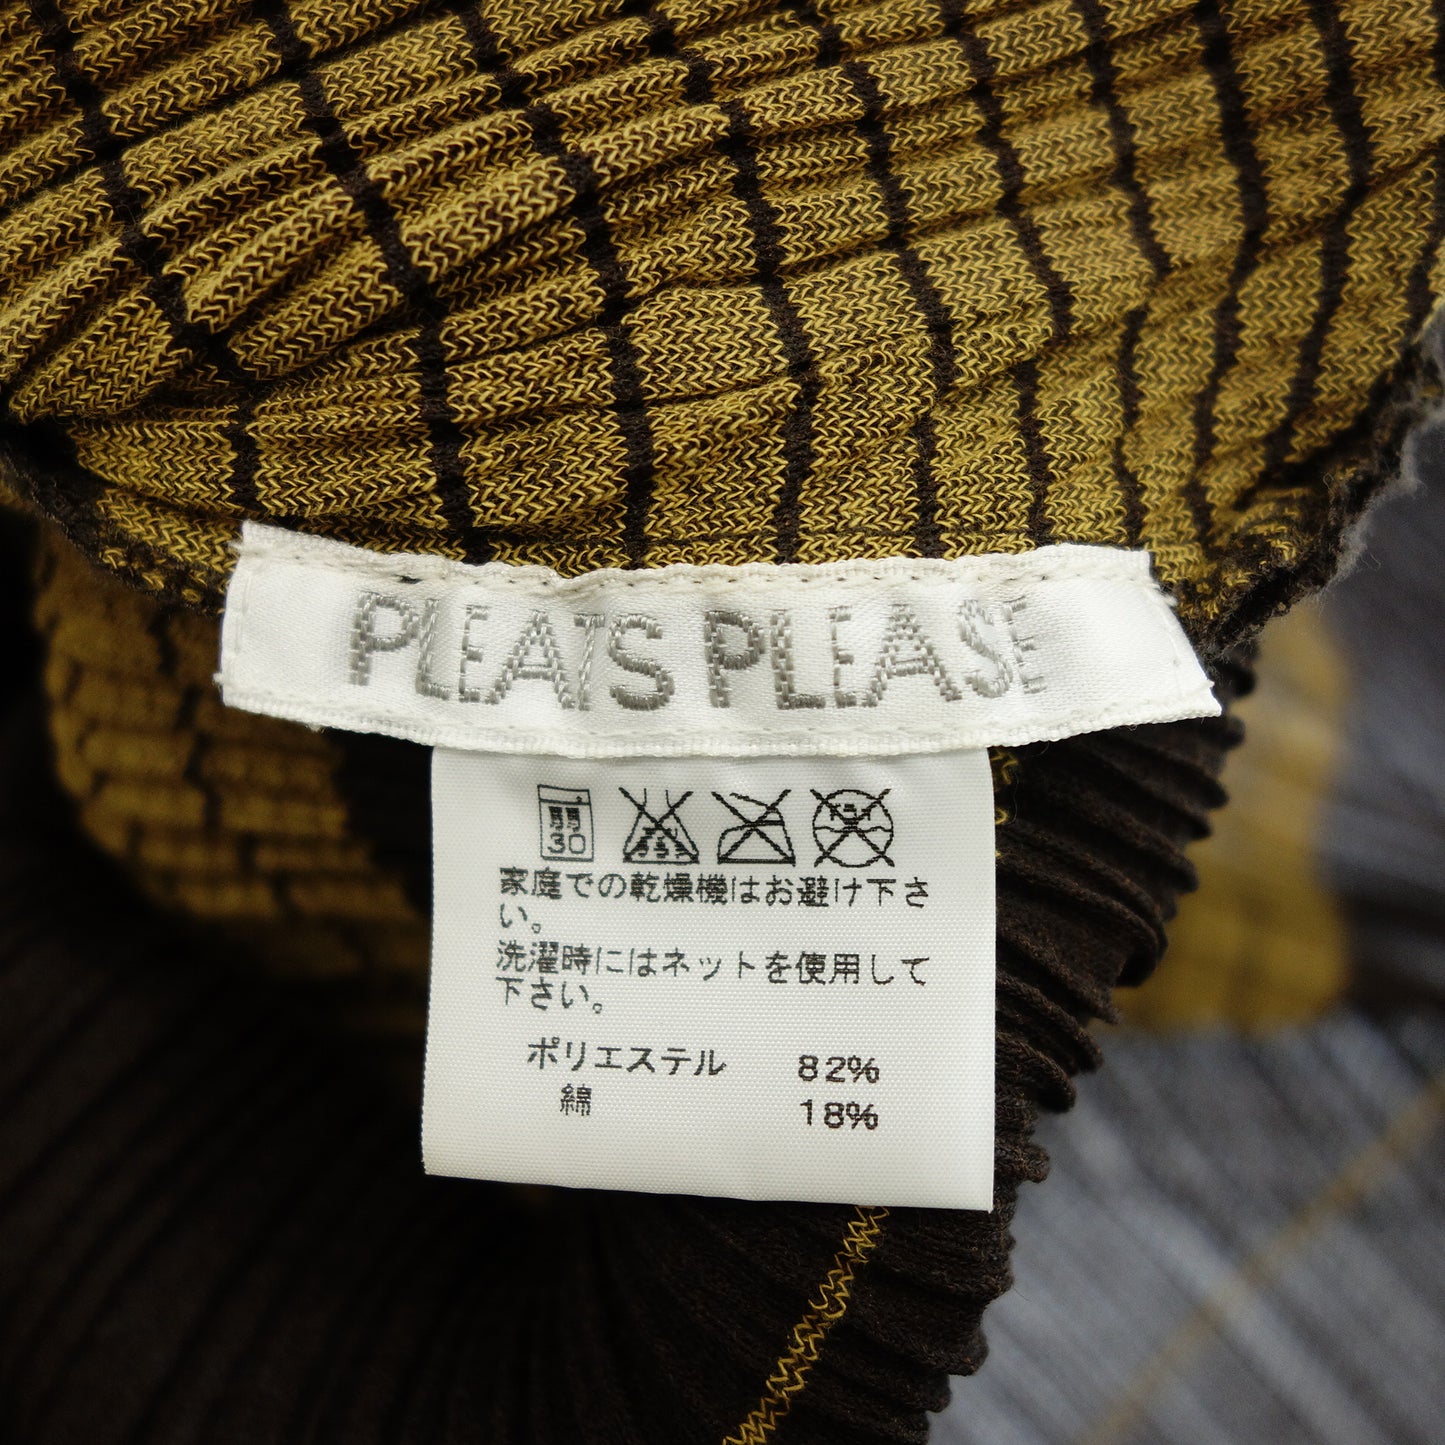 PLEATS PLEASE
30
家庭での乾燥機はお避け下さ
い。
洗濯時にはネットを使用して
下さい。
ポリエステル 82%
綿 18%